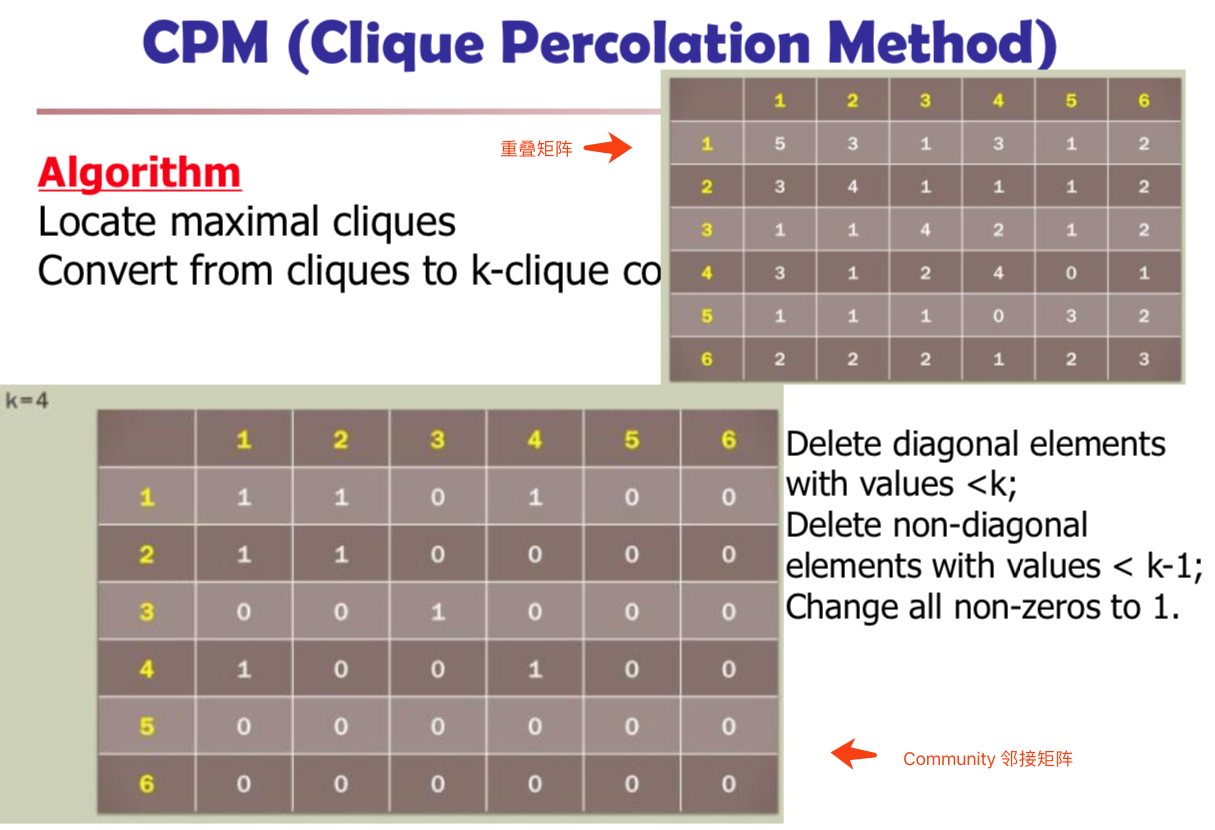 CPM (Clique Percolation Method)
重叠矩阵
1 2 3 4 5 6
1 5 3 1 3 1 2
2 3 4 1 1 1 2
3 1 1 4 2 1 2
4 3 1 2 4 0 1
5 1 1 1 0 3 2
6 2 2 2 1 2 3
Algorithm
Locate maximal cliques
Convert from cliques to k-clique co
k=4
1 2 3 4 5 6
1 1 1 0 1 0 0
2 1 1 0 0 0 0
3 0 0 1 0 0 0
4 1 0 0 1 0 0
5 0 0 0 0 0 0
6 0 0 0 0 0 0
Delete diagonal elements
with values <k;
Delete non-diagonal
elements with values < k-1;
Change all non-zeros to 1.
Community 邻接矩阵